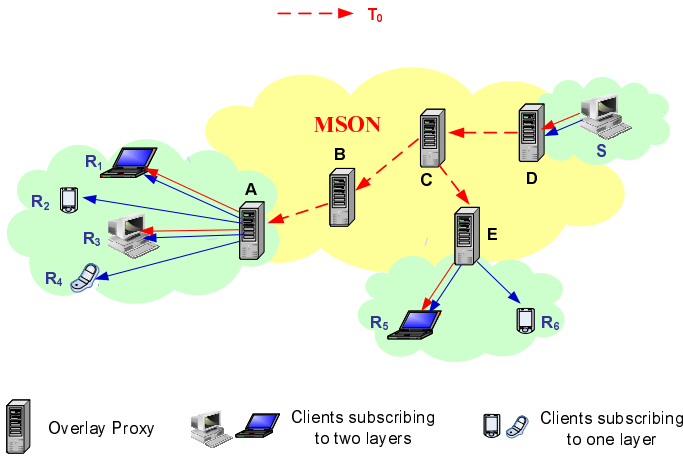 T₀
MSON
R₁
R₂
R₃
R₄
A
B
C
D
S
E
R₅
R₆
Overlay Proxy
Clients subscribing
to two layers
Clients subscribing
to one layer